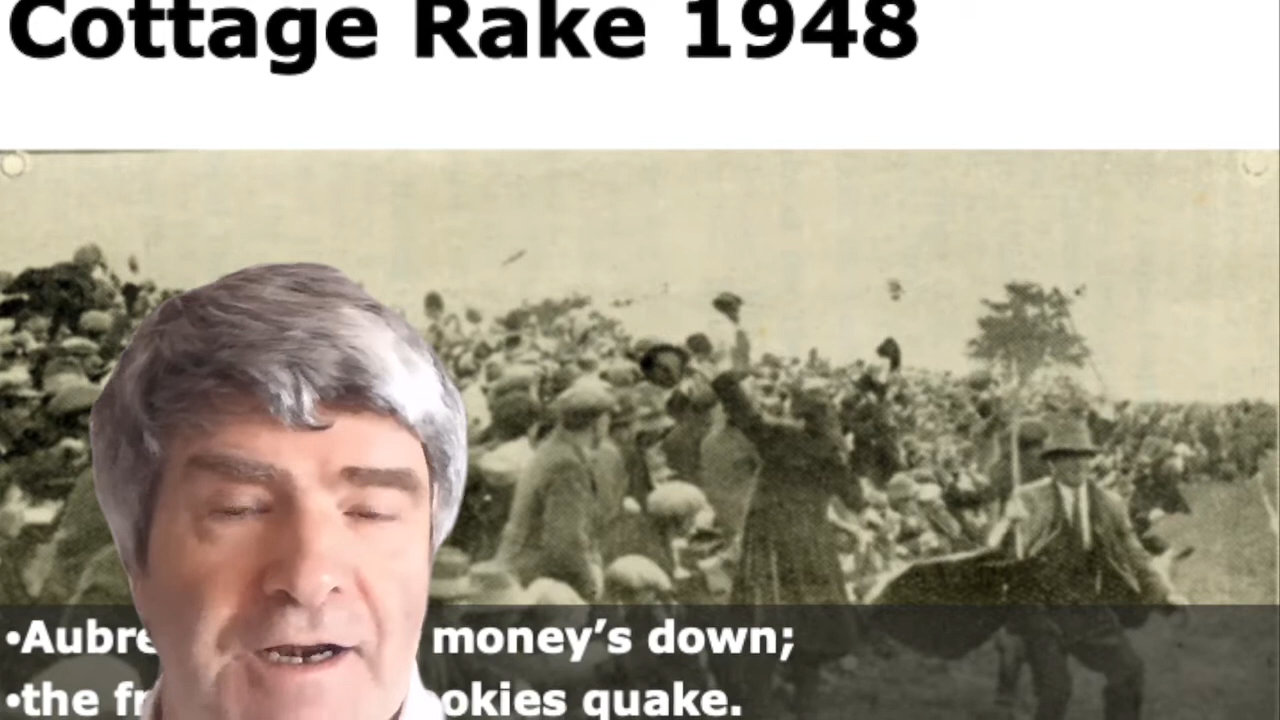 Cottage Rake 1948
•Aubre money’s down;
•the fr okies quake.